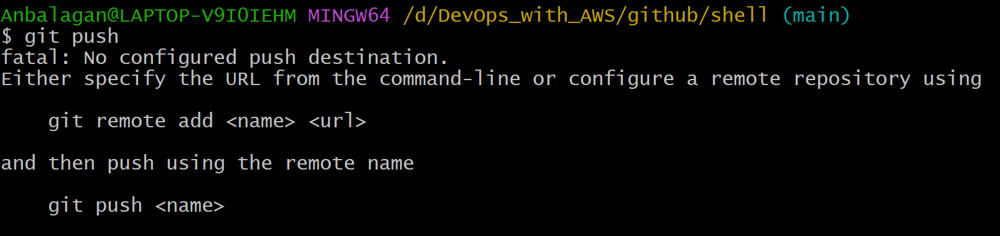 Anbalagan@LAPTOP-V9I0IEHM MINGW64 /d/DevOps_with_AWS/github/shell (main)
$ git push
fatal: No configured push destination.
Either specify the URL from the command-line or configure a remote repository using
git remote add <name> <url>
and then push using the remote name
git push <name>